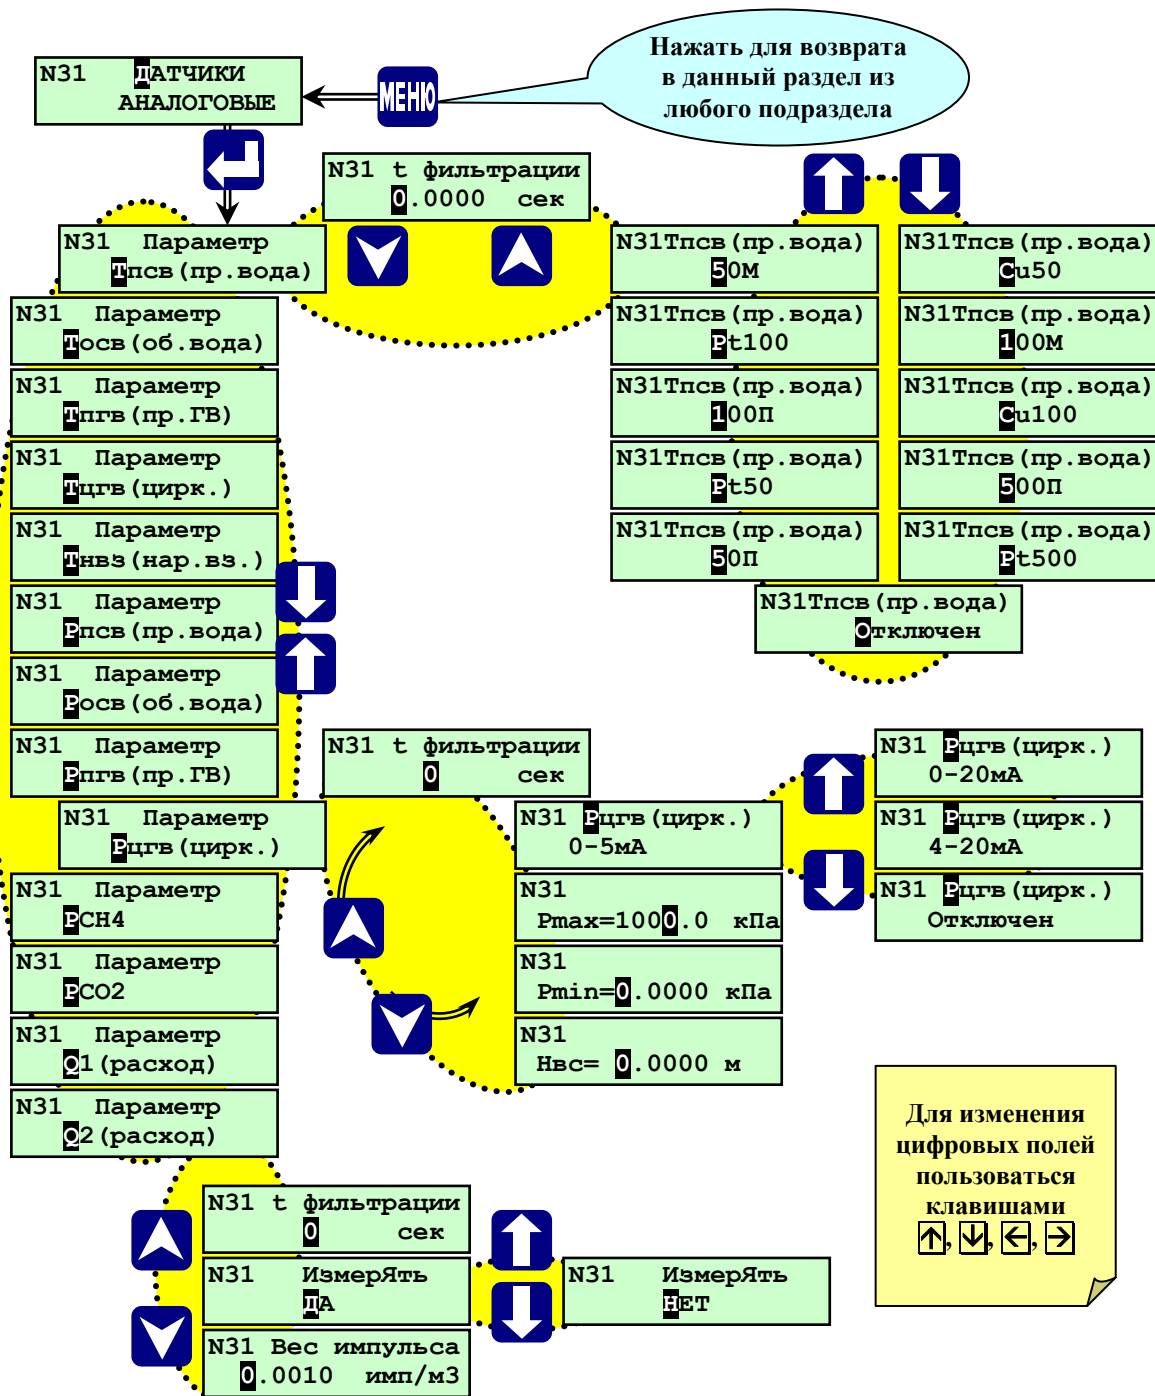 Нажать для возврата
в данный раздел из
любого подраздела
N31 ДАТЧИКИ
АНАЛОГОВЫЕ
МЕНЮ
N31 t фильтрации
0.0000 сек
N31 Параметр
Тпсв(пр.вода)
N31 Параметр
Тосв(об.вода)
N31 Параметр
Тпгв(пр.ГВ)
N31 Параметр
Тцгв(цирк.)
N31 Параметр
Тнвз(нар.вз.)
N31 Параметр
Рпсв(пр.вода)
N31 Параметр
Росв(об.вода)
N31 Параметр
Рпгв(пр.ГВ)
N31 Параметр
Рцгв(цирк.)
N31 Параметр
РСН4
N31 Параметр
РСО2
N31 Параметр
Q1(расход)
N31 Параметр
Q2(расход)
N31Тпсв(пр.вода)
50М
N31Тпсв(пр.вода)
Cu50
N31Тпсв(пр.вода)
Pt100
N31Тпсв(пр.вода)
100М
N31Тпсв(пр.вода)
100П
N31Тпсв(пр.вода)
Cu100
N31Тпсв(пр.вода)
Pt50
N31Тпсв(пр.вода)
500П
N31Тпсв(пр.вода)
50П
N31Тпсв(пр.вода)
Pt500
N31Тпсв(пр.вода)
Отключен
N31 t фильтрации
0 сек
N31 Рцгв(цирк.)
0-5мА
N31
Pmax=1000.0 кПа
N31
Pmin=0.0000 кПа
N31
Нвс= 0.0000 м
N31 Рцгв(цирк.)
0-20мА
N31 Рцгв(цирк.)
4-20мА
N31 Рцгв(цирк.)
Отключен
Для изменения
цифровых полей
пользоваться
клавишами
↑, ↓, ←, →
N31 t фильтрации
0 сек
N31 ИзмерЯть
ДА
N31 ИзмерЯть
НЕТ
N31 Вес импульса
0.0010 имп/м3